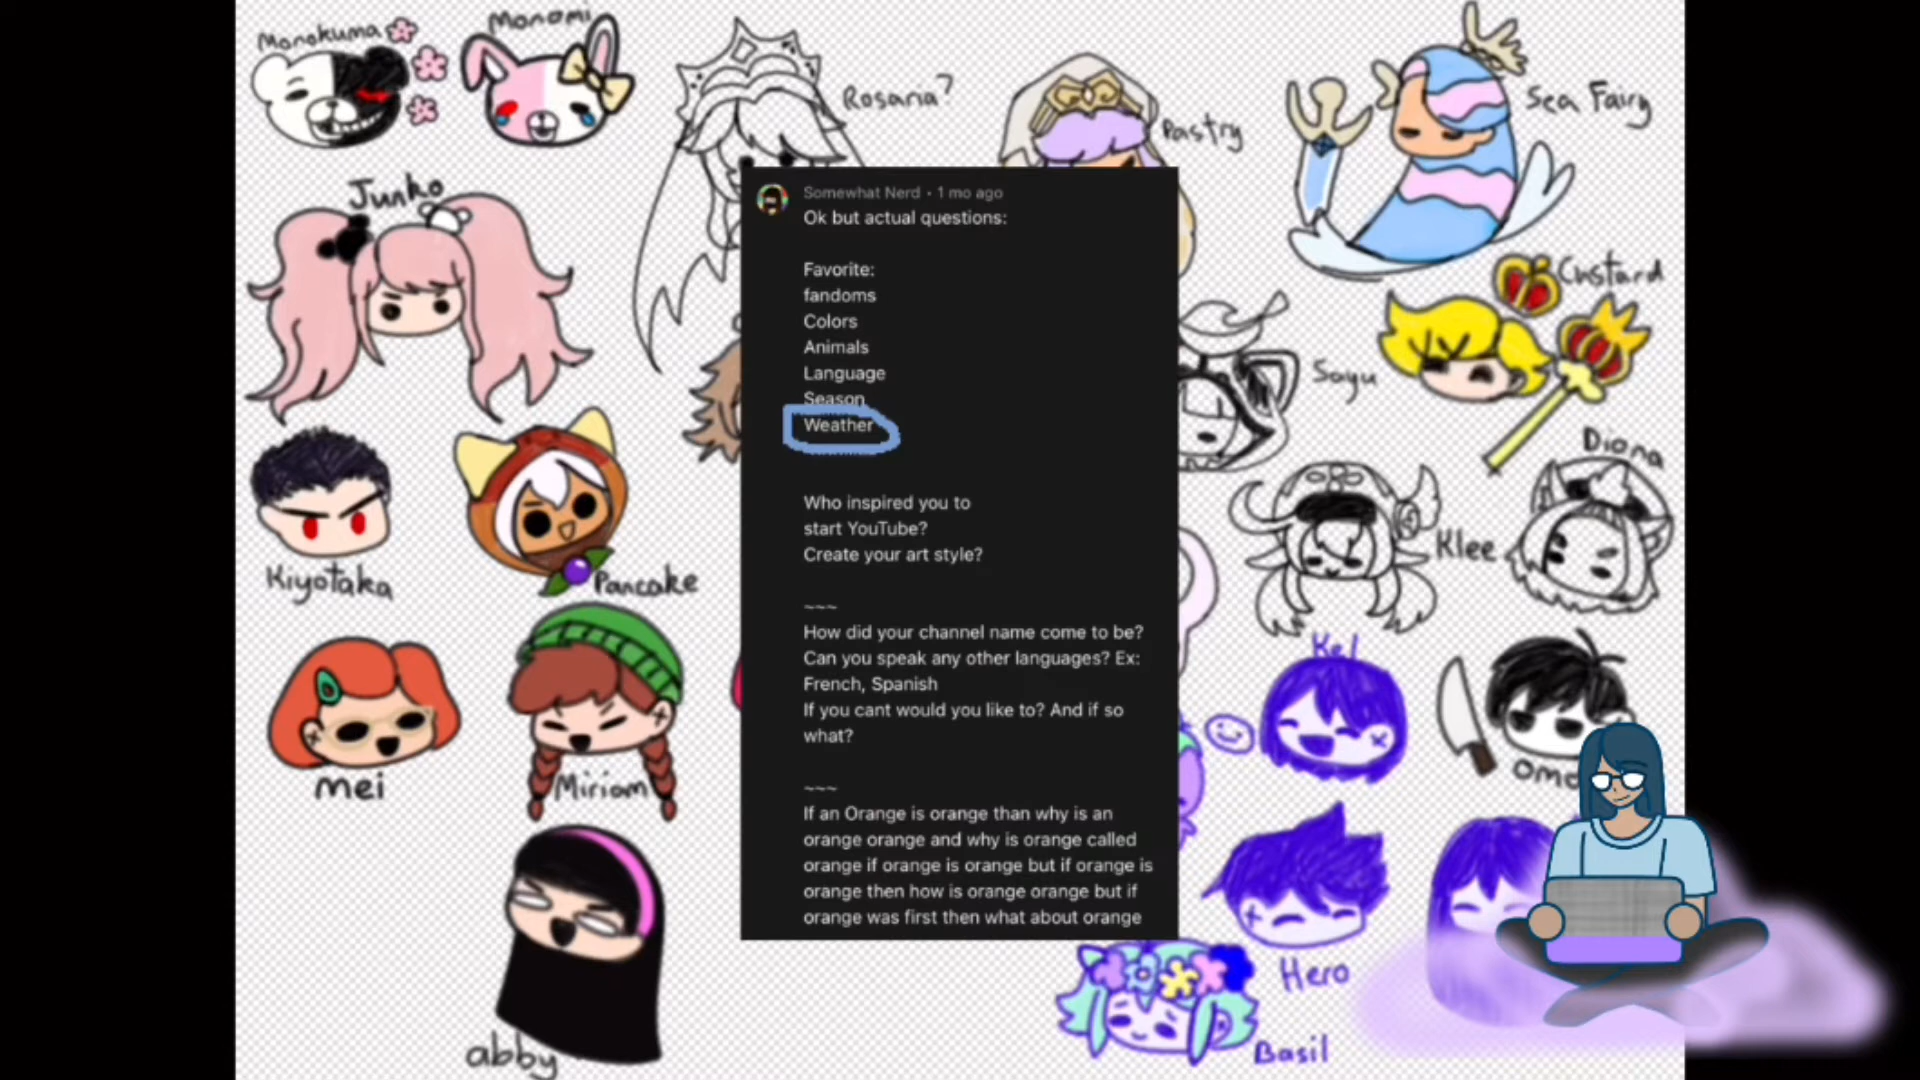 Monokuma
Monomi
Rosaria?
Pastry
Sea Fairy
Junko
Custard
Sayu
Diona
Kiyotaka
Pancake
Klee
Kel
mei
Miriam
Hero
Basil
abby
Somewhat Nerd • 1 mo ago
Ok but actual questions:
Favorite:
fandoms
Colors
Animals
Language
Season
Weather
Who inspired you to
start YouTube?
Create your art style?
~~~
How did your channel name come to be?
Can you speak any other languages? Ex:
French, Spanish
If you cant would you like to? And if so
what?
~~~
If an Orange is orange than why is an
orange orange and why is orange called
orange if orange is orange but if orange is
orange then how is orange orange but if
orange was first then what about orange